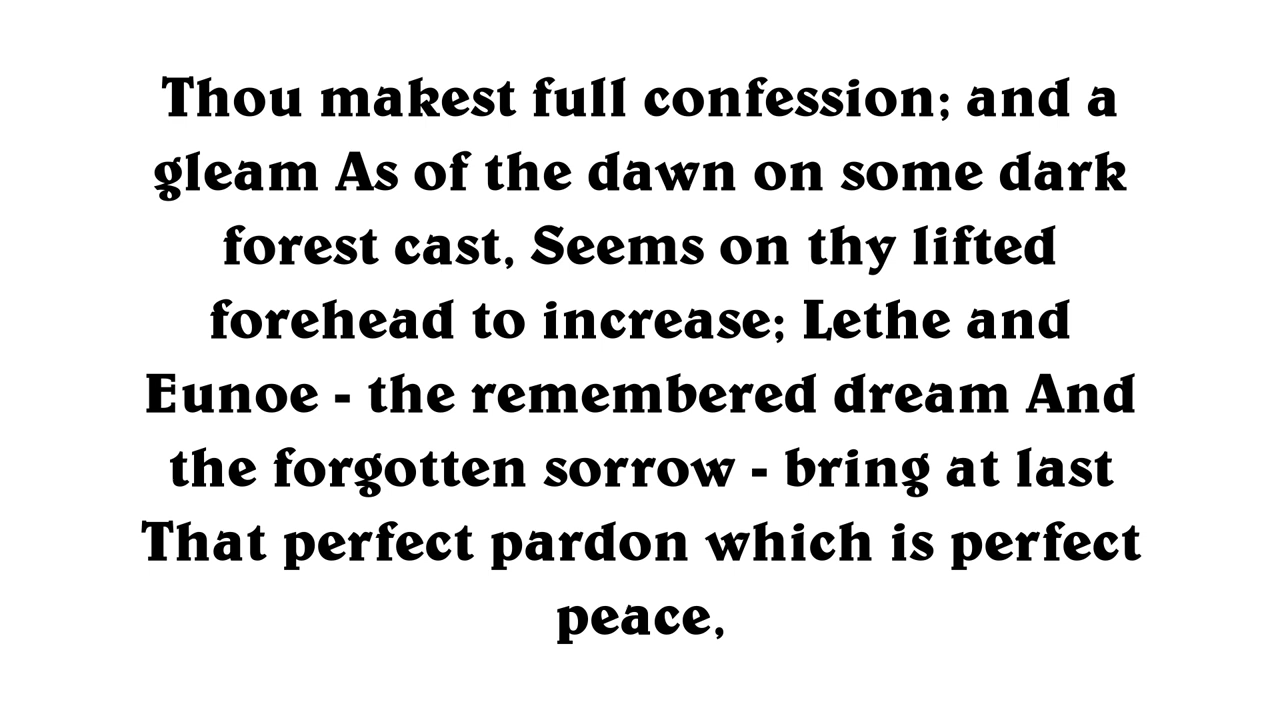 Thou makest full confession; and a
gleam As of the dawn on some dark
forest cast, Seems on thy lifted
forehead to increase; Lethe and
Eunoe - the remembered dream And
the forgotten sorrow - bring at last
That perfect pardon which is perfect
peace,